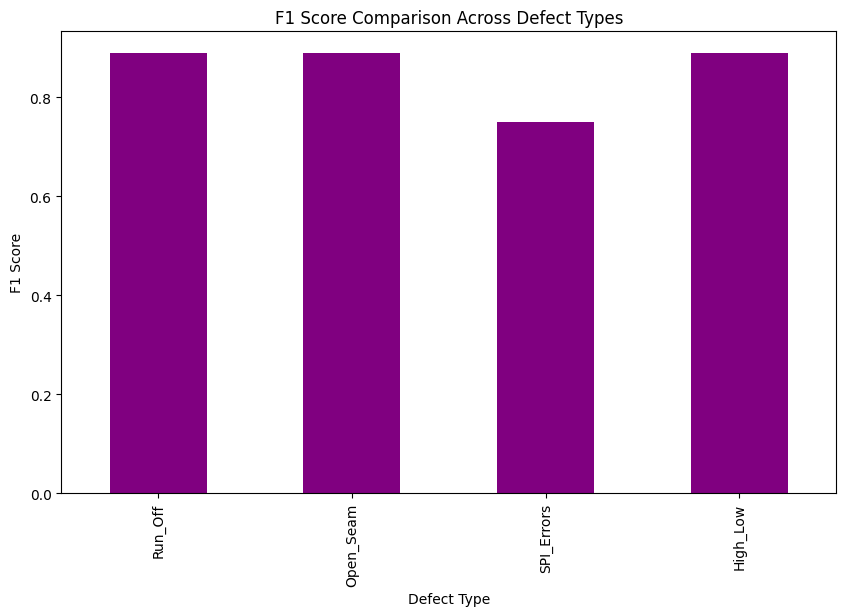 F1 Score Comparison Across Defect Types
F1 Score
0.8
0.6
0.4
0.2
0.0
Run_Off
Open_Seam
SPI_Errors
High_Low
Defect Type